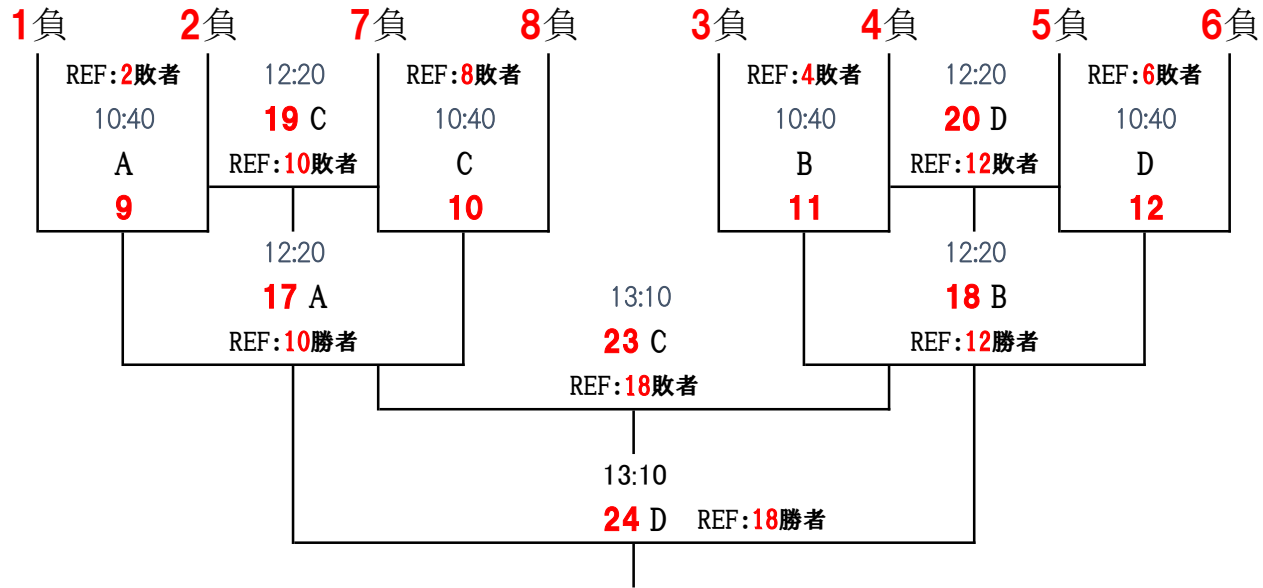 1負 2負 7負 8負 3負 4負 5負 6負
REF:2敗者 12:20 REF:8敗者 REF:4敗者 12:20 REF:6敗者
10:40 19 C 10:40 10:40 20 D 10:40
A REF:10敗者 C B REF:12敗者 D
9 10 11 12
12:20 12:20
17 A 13:10 18 B
REF:10勝者 23 C REF:12勝者
REF:18敗者
13:10
24 D REF:18勝者